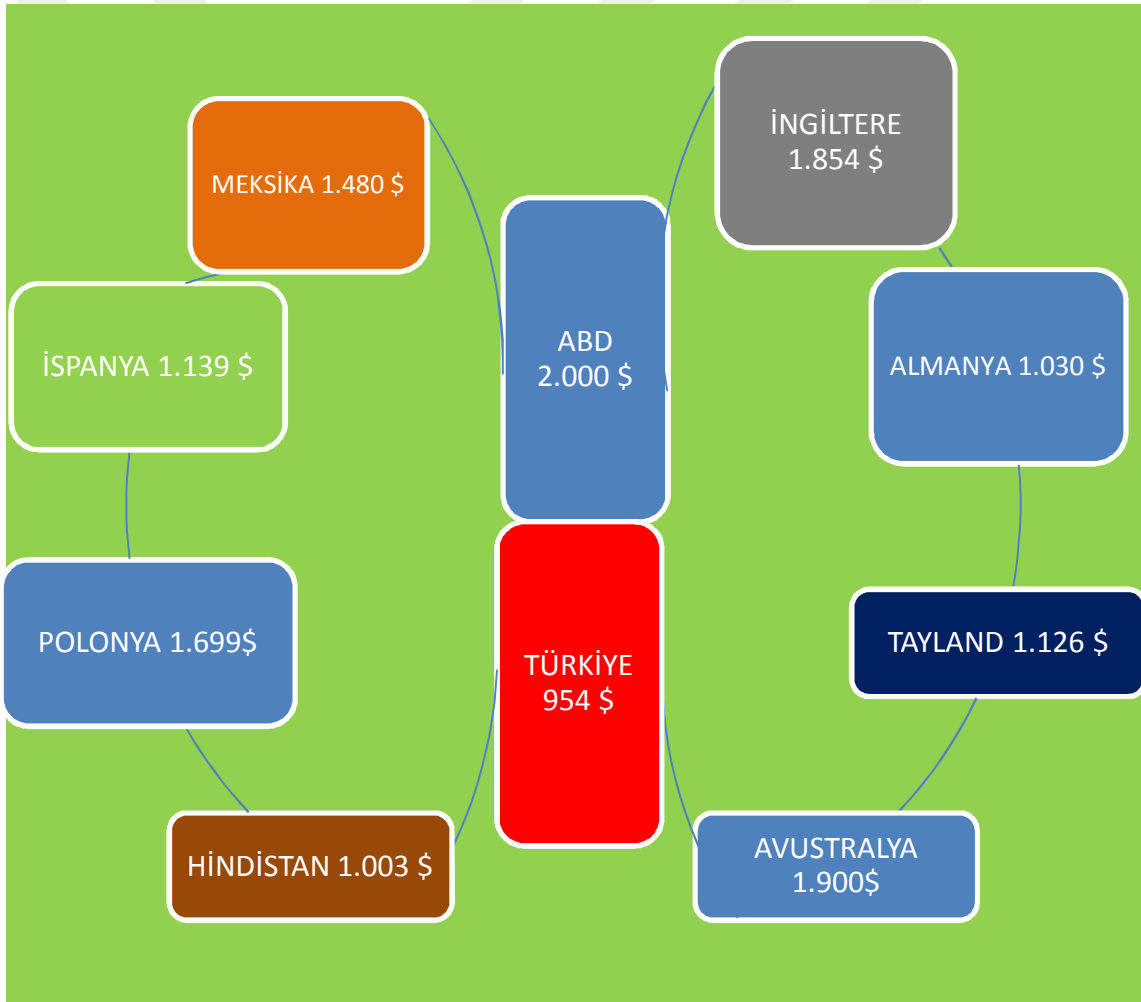 İNGİLTERE
1.854 $
MEKSİKA 1.480 $
ABD
2.000 $
İSPANYA 1.139 $
ALMANYA 1.030 $
POLONYA 1.699$
TÜRKİYE
954 $
TAYLAND 1.126 $
HİNDİSTAN 1.003 $
AVUSTRALYA
1.900$